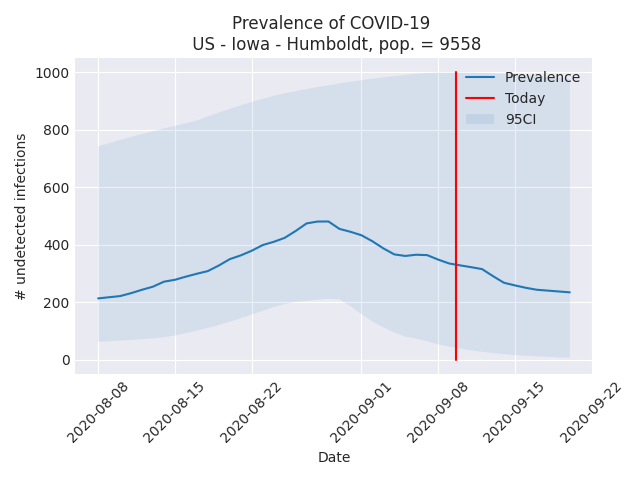 Prevalence of COVID-19
US - Iowa - Humboldt, pop. = 9558
1000
800
600
400
200
0
# undetected infections
Prevalence
Today
95CI
2020-08-08
2020-08-15
2020-08-22
2020-09-01
2020-09-08
2020-09-15
2020-09-22
Date